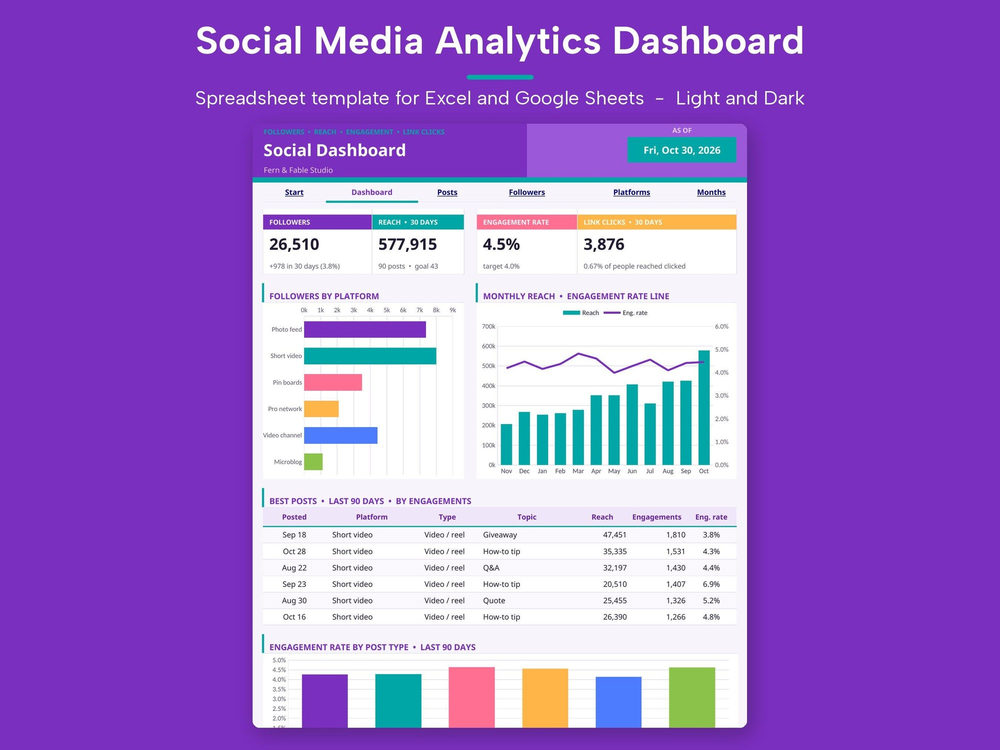 Social Media Analytics Dashboard
Spreadsheet template for Excel and Google Sheets - Light and Dark
FOLLOWERS • REACH • ENGAGEMENT • LINK CLICKS
AS OF
Social Dashboard
Fri, Oct 30, 2026
Fern & Fable Studio
Start Dashboard Posts Followers Platforms Months
FOLLOWERS REACH • 30 DAYS ENGAGEMENT RATE LINK CLICKS • 30 DAYS
26,510 577,915 4.5% 3,876
+978 in 30 days (3.8%) 90 posts • goal 43 target 4.0% 0.67% of people reached clicked
FOLLOWERS BY PLATFORM
0k 1k 2k 3k 4k 5k 6k 7k 8k 9k
Photo feed
Short video
Pin boards
Pro network
Video channel
Microblog
MONTHLY REACH • ENGAGEMENT RATE LINE
Reach Eng. rate
700k 6.0%
600k 5.0%
500k 4.0%
400k 3.0%
300k 2.0%
200k 1.0%
100k 0.0%
0k
Nov Dec Jan Feb Mar Apr May Jun Jul Aug Sep Oct
BEST POSTS • LAST 90 DAYS • BY ENGAGEMENTS
Posted Platform Type Topic Reach Engagements Eng. rate
Sep 18 Short video Video / reel Giveaway 47,451 1,810 3.8%
Oct 28 Short video Video / reel How-to tip 35,335 1,531 4.3%
Aug 22 Short video Video / reel Q&A 32,197 1,430 4.4%
Sep 23 Short video Video / reel How-to tip 20,510 1,407 6.9%
Aug 30 Short video Video / reel Quote 25,455 1,326 5.2%
Oct 16 Short video Video / reel How-to tip 26,390 1,266 4.8%
ENGAGEMENT RATE BY POST TYPE • LAST 90 DAYS
5.0%
4.5%
4.0%
3.5%
3.0%
2.5%
2.0%